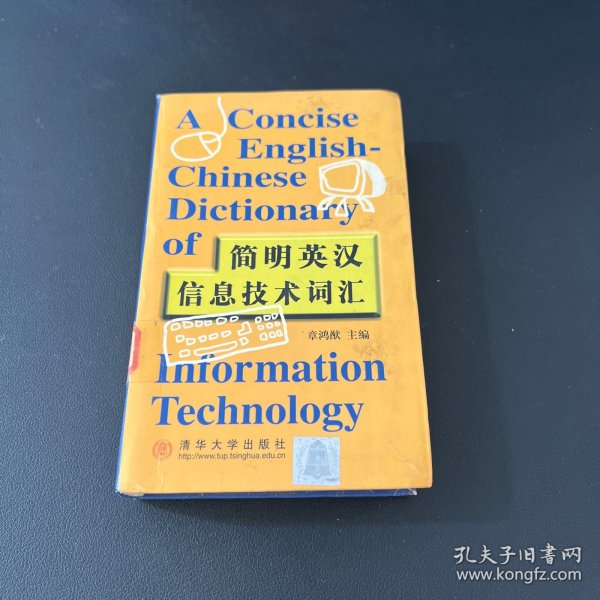 A Concise
English-
Chinese
Dictionary
of
简明英汉
信息技术词汇
章鸿猷 主编
Information
Technology
清华大学出版社
http://www.tup.tsinghua.edu.cn
孔夫子旧书网
www.kongfz.com